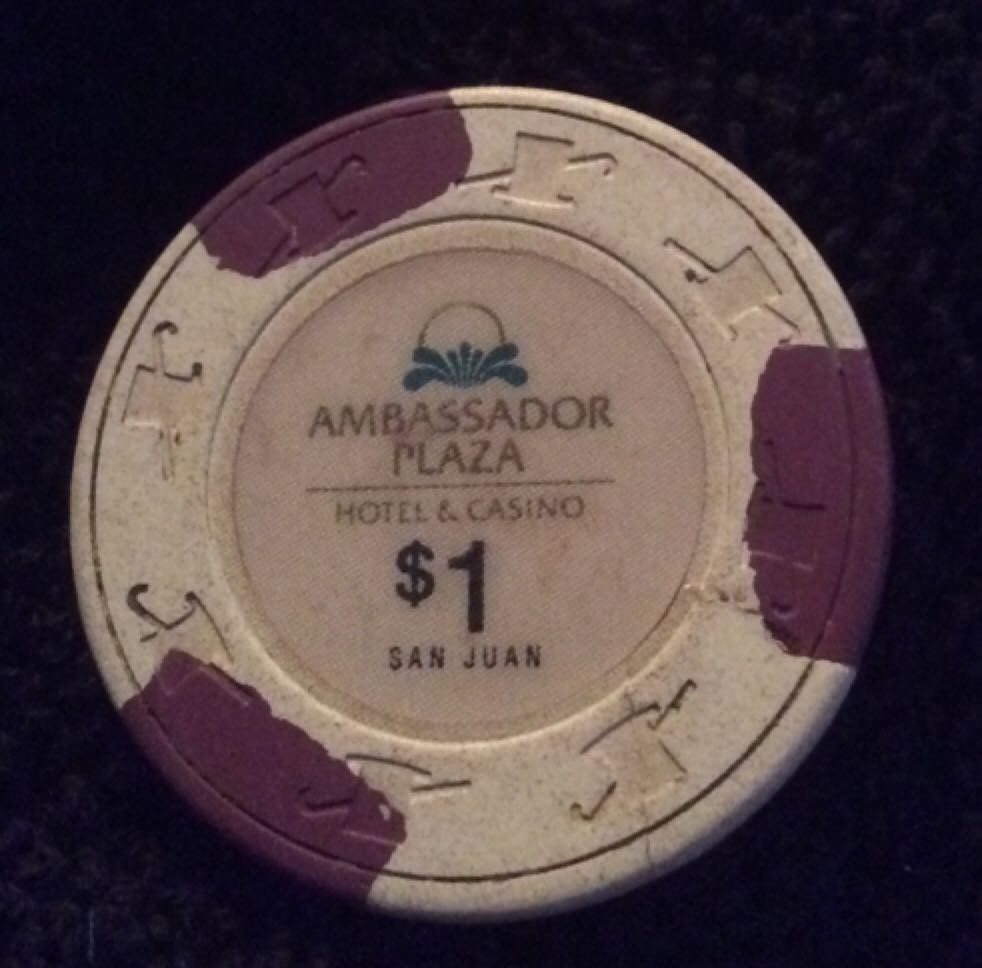 AMBASSADOR
PLAZA
HOTEL & CASINO
$1
SAN JUAN